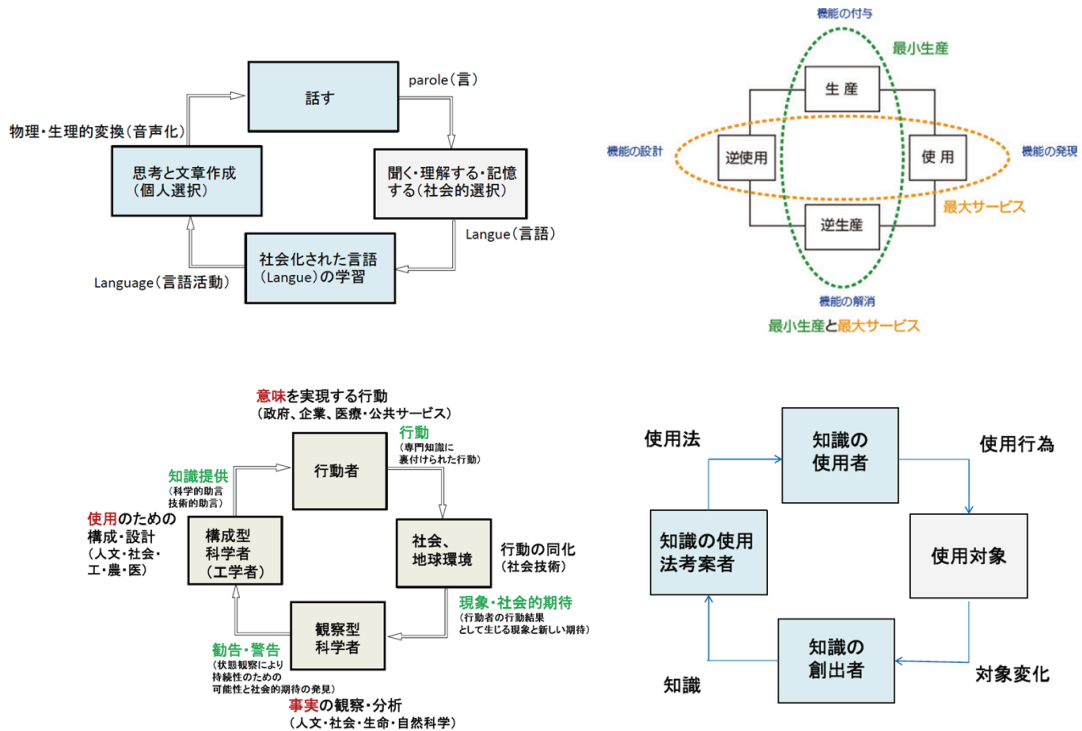 話す
parole(言)
物理・生理的変換(音声化)
思考と文章作成
(個人選択)
聞く・理解する・記憶
する(社会的選択)
Langue(言語)
社会化された言語
(Langue)の学習
Language(言語活動)
機能の付与
最小生産
生 産
機能の設計
逆使用
使 用
機能の発現
最大サービス
逆生産
機能の解消
最小生産と最大サービス
意味を実現する行動
(政府、企業、医療・公共サービス)
行動
(専門知識に
裏付けられた行動)
行動者
知識提供
(科学的助言
技術的助言)
使用のための
構成・設計
(人文・社会・
工・農・医)
構成型
科学者
(工学者)
社会、
地球環境
行動の同化
(社会技術)
現象・社会的期待
(行動者の行動結果
として生じる現象と新しい期待)
観察型
科学者
勧告・警告
(状態観察により
持続性のための
可能性と社会的期待の発見)
事実の観察・分析
(人文・社会・生命・自然科学)
使用法
知識の
使用者
使用行為
知識の使用
法考案者
使用対象
知識の
創出者
知識
対象変化